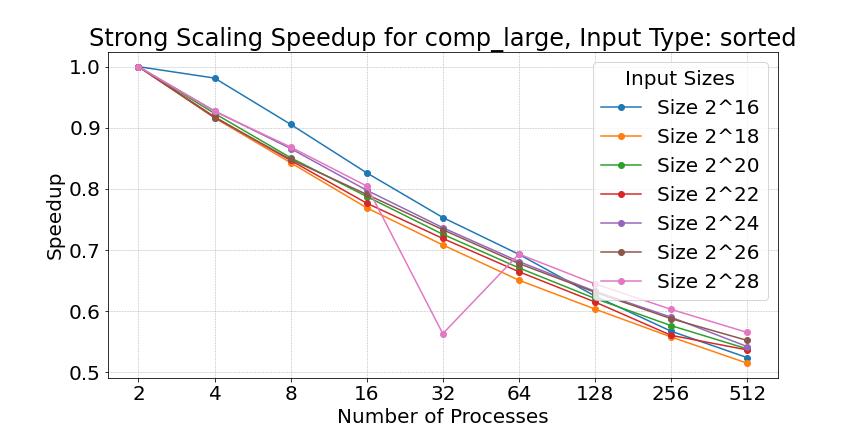 Strong Scaling Speedup for comp_large, Input Type: sorted
1.0
0.9
0.8
0.7
0.6
0.5
Speedup
Input Sizes
Size 2^16
Size 2^18
Size 2^20
Size 2^22
Size 2^24
Size 2^26
Size 2^28
2 4 8 16 32 64 128 256 512
Number of Processes